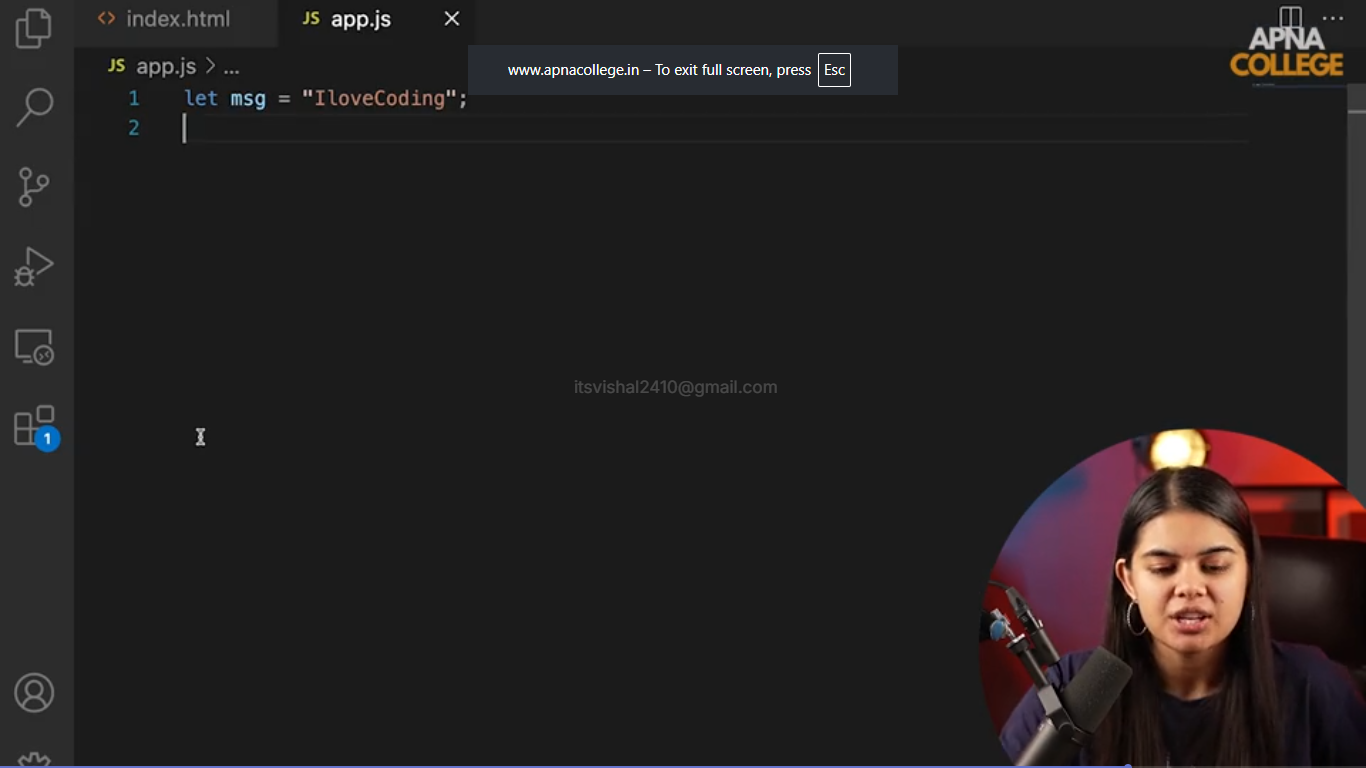 index.html
JS app.js
APNA
COLLEGE
www.apnacollege.in – To exit full screen, press Esc
JS app.js > ...
1 let msg = "IloveCoding";
2
itsvishal2410@gmail.com
1